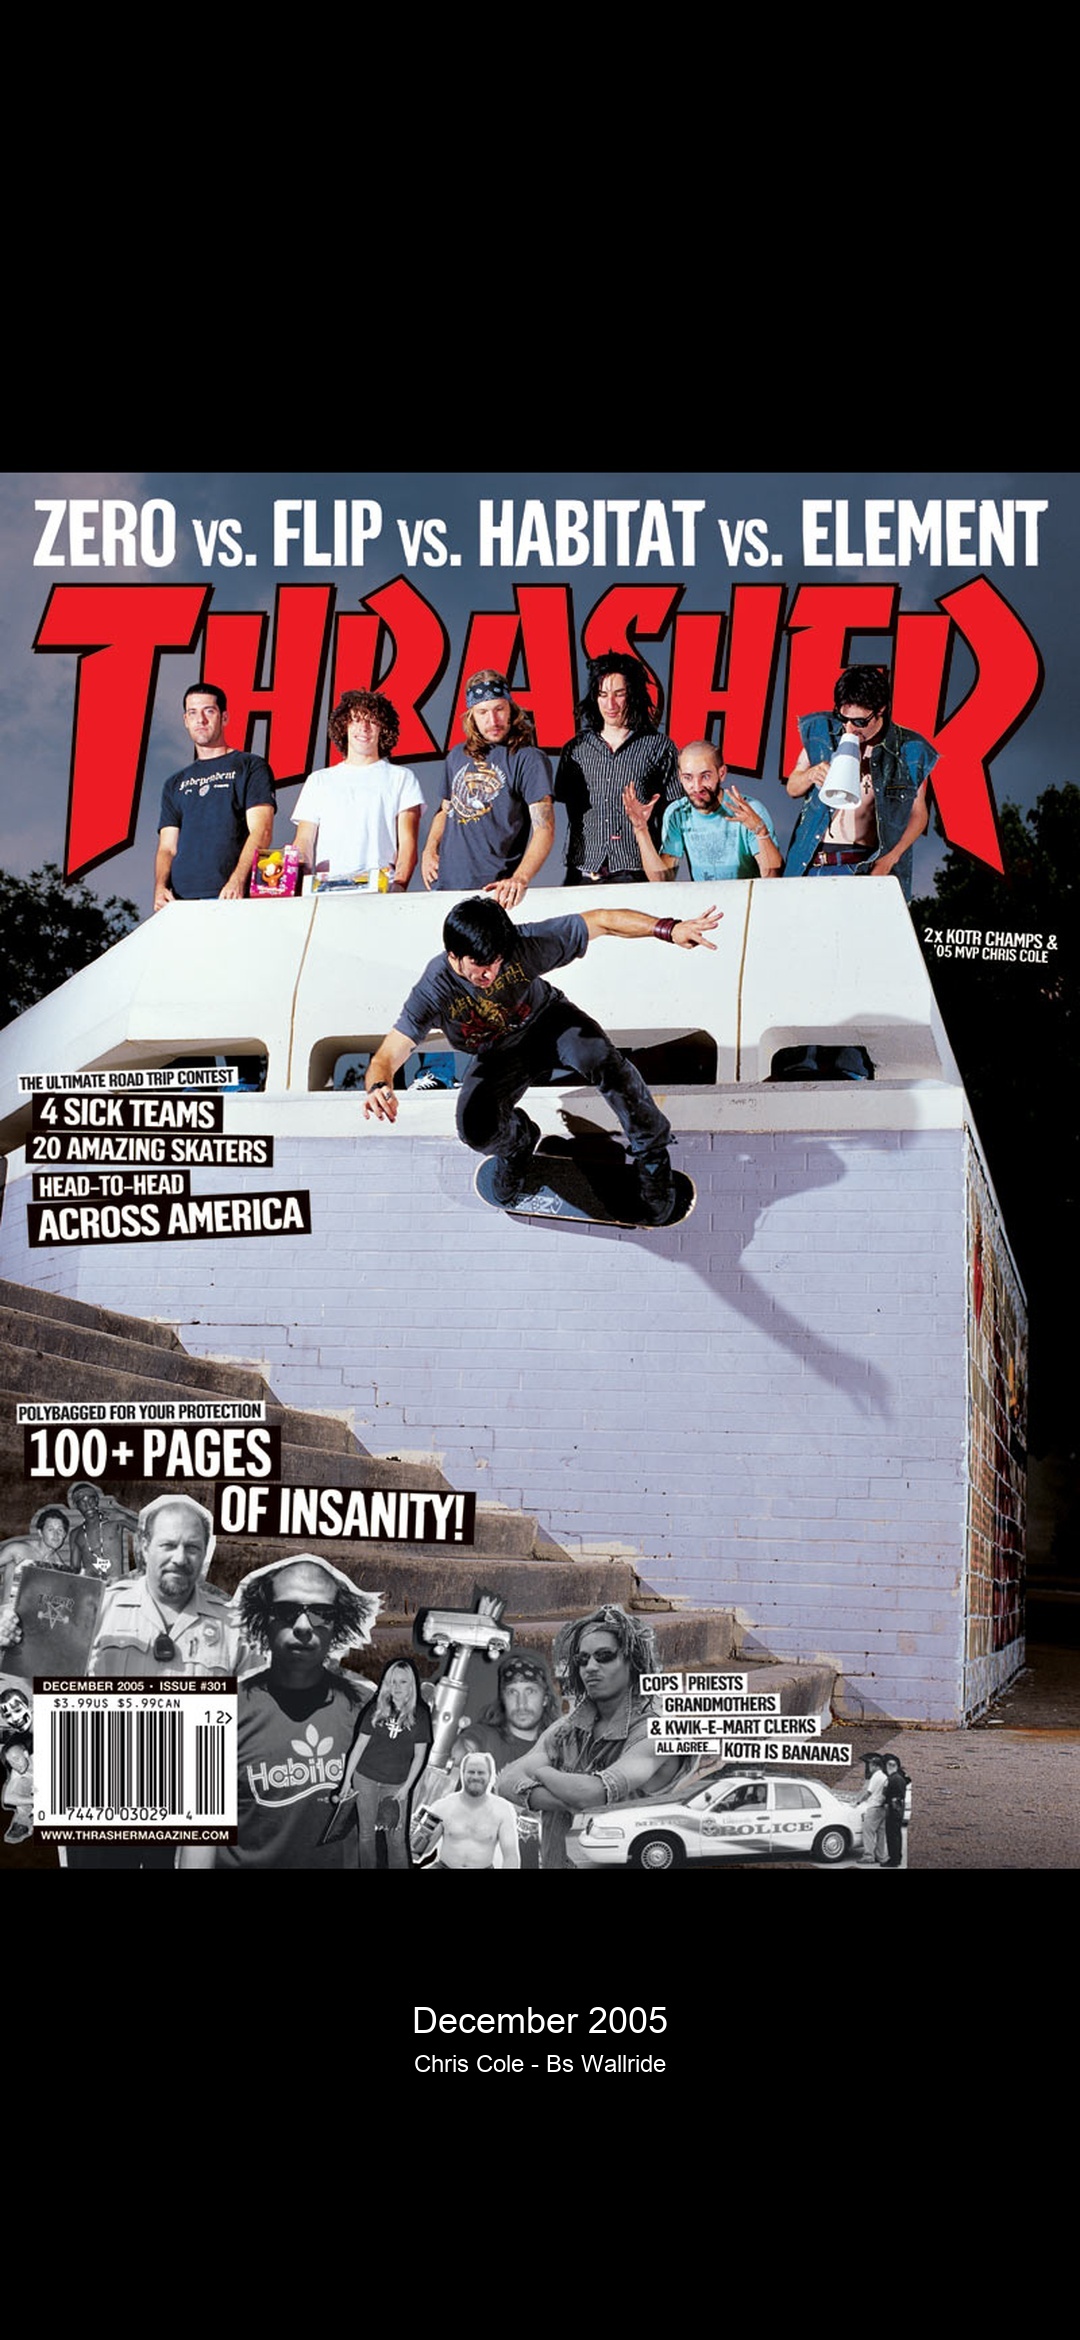 ZERO vs. FLIP vs. HABITAT vs. ELEMENT
THRASHER
Independent
MEGADETH
2x KOTR CHAMPS &
'05 MVP CHRIS COLE
THE ULTIMATE ROAD TRIP CONTEST
4 SICK TEAMS
20 AMAZING SKATERS
HEAD-TO-HEAD
ACROSS AMERICA
POLYBAGGED FOR YOUR PROTECTION
100+ PAGES
OF INSANITY!
DECEMBER 2005 • ISSUE #301
$3.99US $5.99CAN
12>
0 74470 03029 4
WWW.THRASHERMAGAZINE.COM
Habitat
COPS PRIESTS
GRANDMOTHERS
& KWIK-E-MART CLERKS
ALL AGREE... KOTR IS BANANAS
POLICE
December 2005
Chris Cole - Bs Wallride